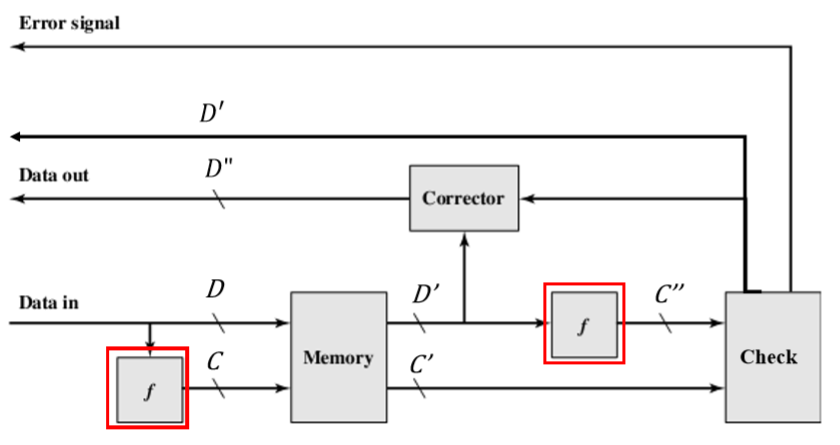 Error signal
D′
Data out
D"
Corrector
Data in
D
D′
f
C″
Memory
Check
f
C
C′